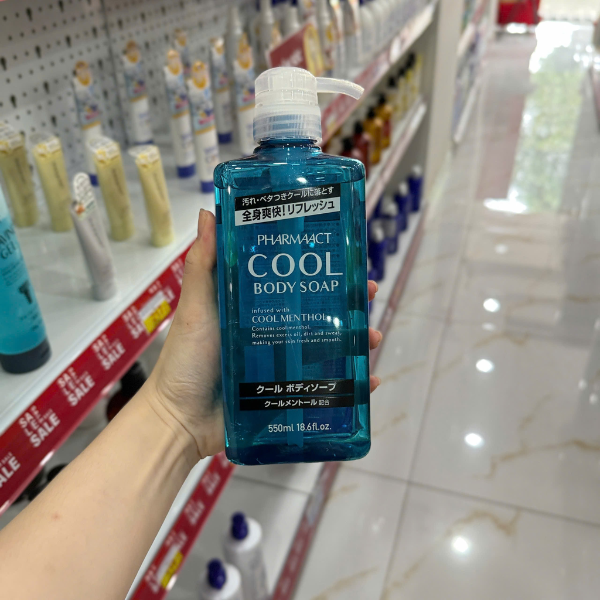 汚れ・ベタつきクールに落とす
全身爽快!リフレッシュ
PHARMAACT
COOL
BODY SOAP
infused with
COOL MENTHOL
Contains cool menthol.
Removes excess oil, dirt and sweat,
making your skin fresh and smooth.
クール ボディソープ
クールメントール配合
550ml 18.6fl.oz.
SALE
SALE
SALE
SALE
SALE
SALE